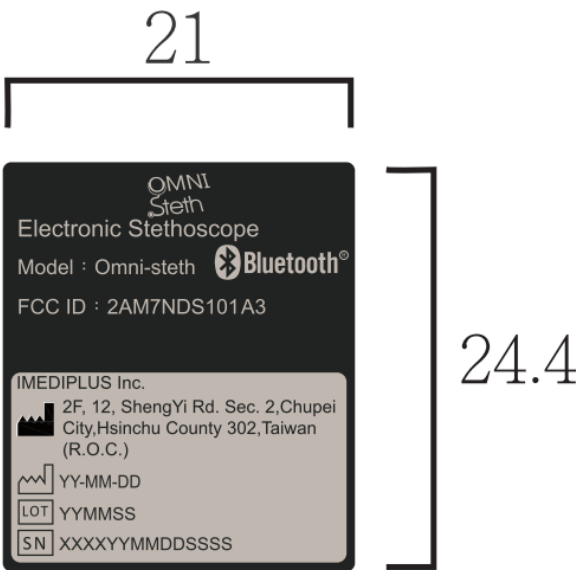 21
OMNI
Steth
Electronic Stethoscope
Model : Omni-steth Bluetooth®
FCC ID : 2AM7NDS101A3
24.4
IMEDIPLUS Inc.
2F, 12, ShengYi Rd. Sec. 2,Chupei
City,Hsinchu County 302,Taiwan
(R.O.C.)
YY-MM-DD
LOT YYMMSS
SN XXXXYYMMDDSSSS